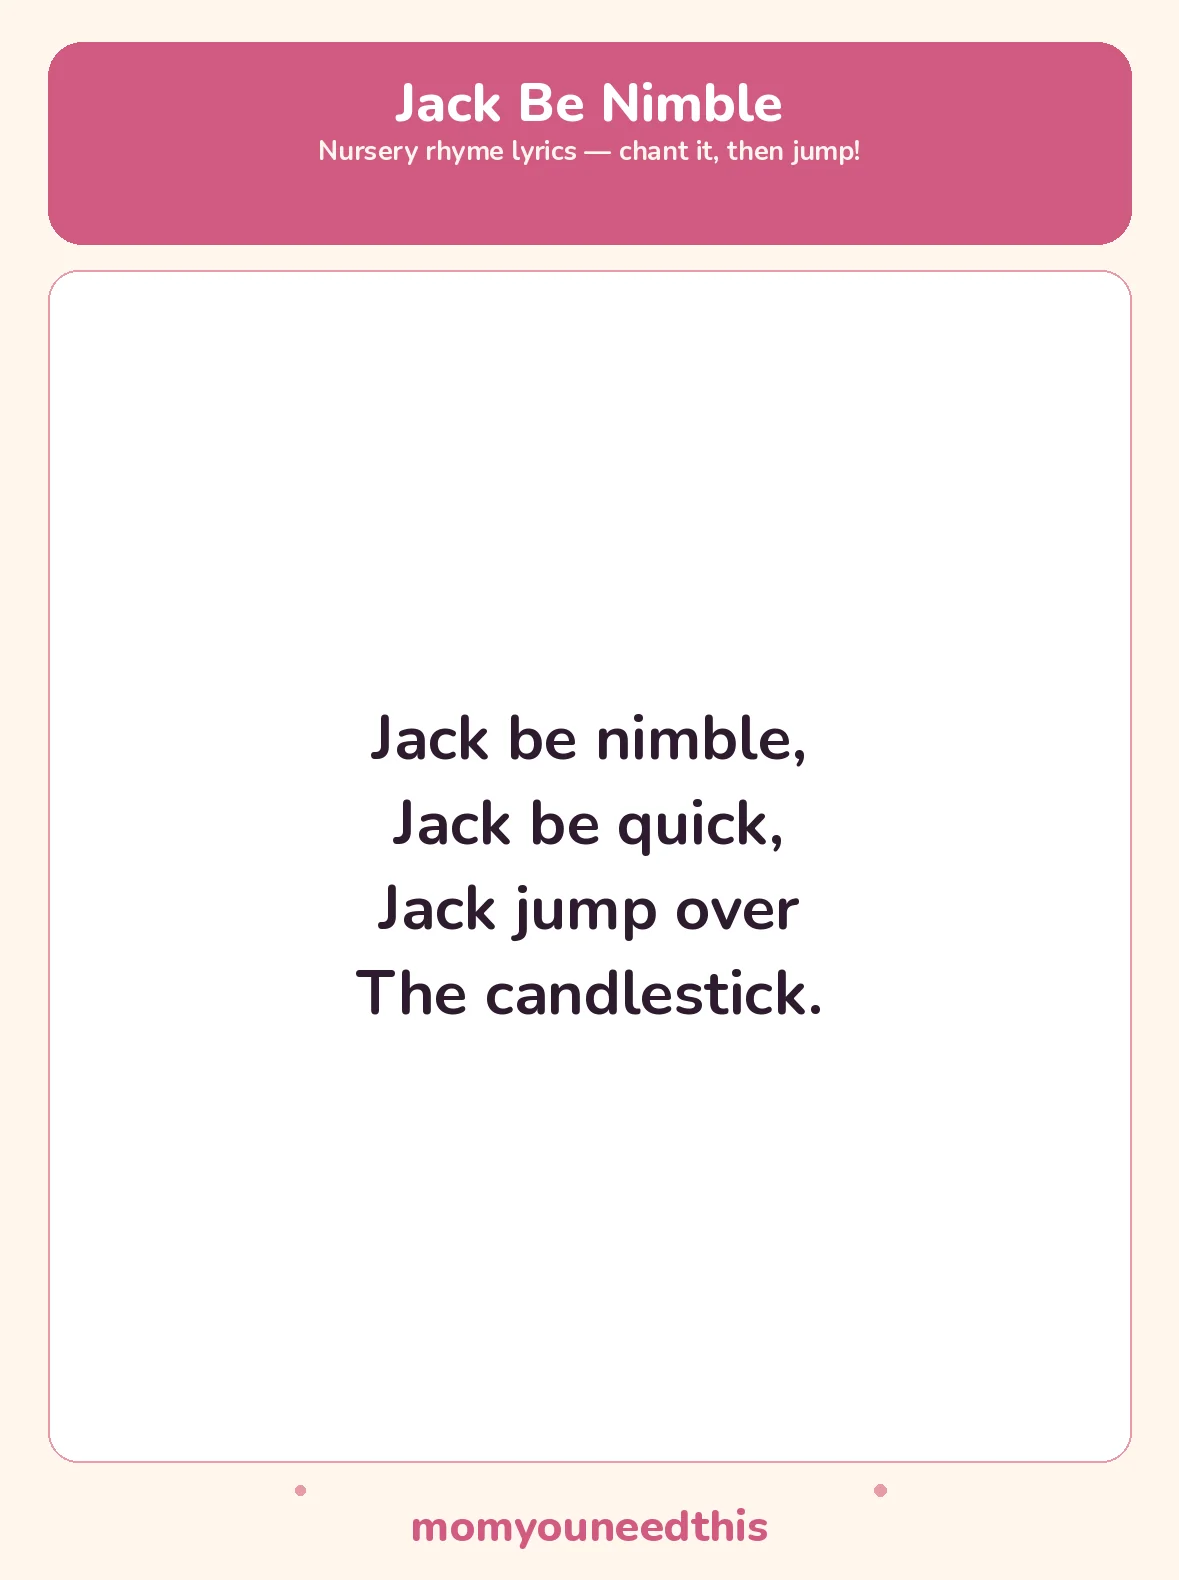 Jack Be Nimble
Nursery rhyme lyrics — chant it, then jump!
Jack be nimble,
Jack be quick,
Jack jump over
The candlestick.
momyouneedthis